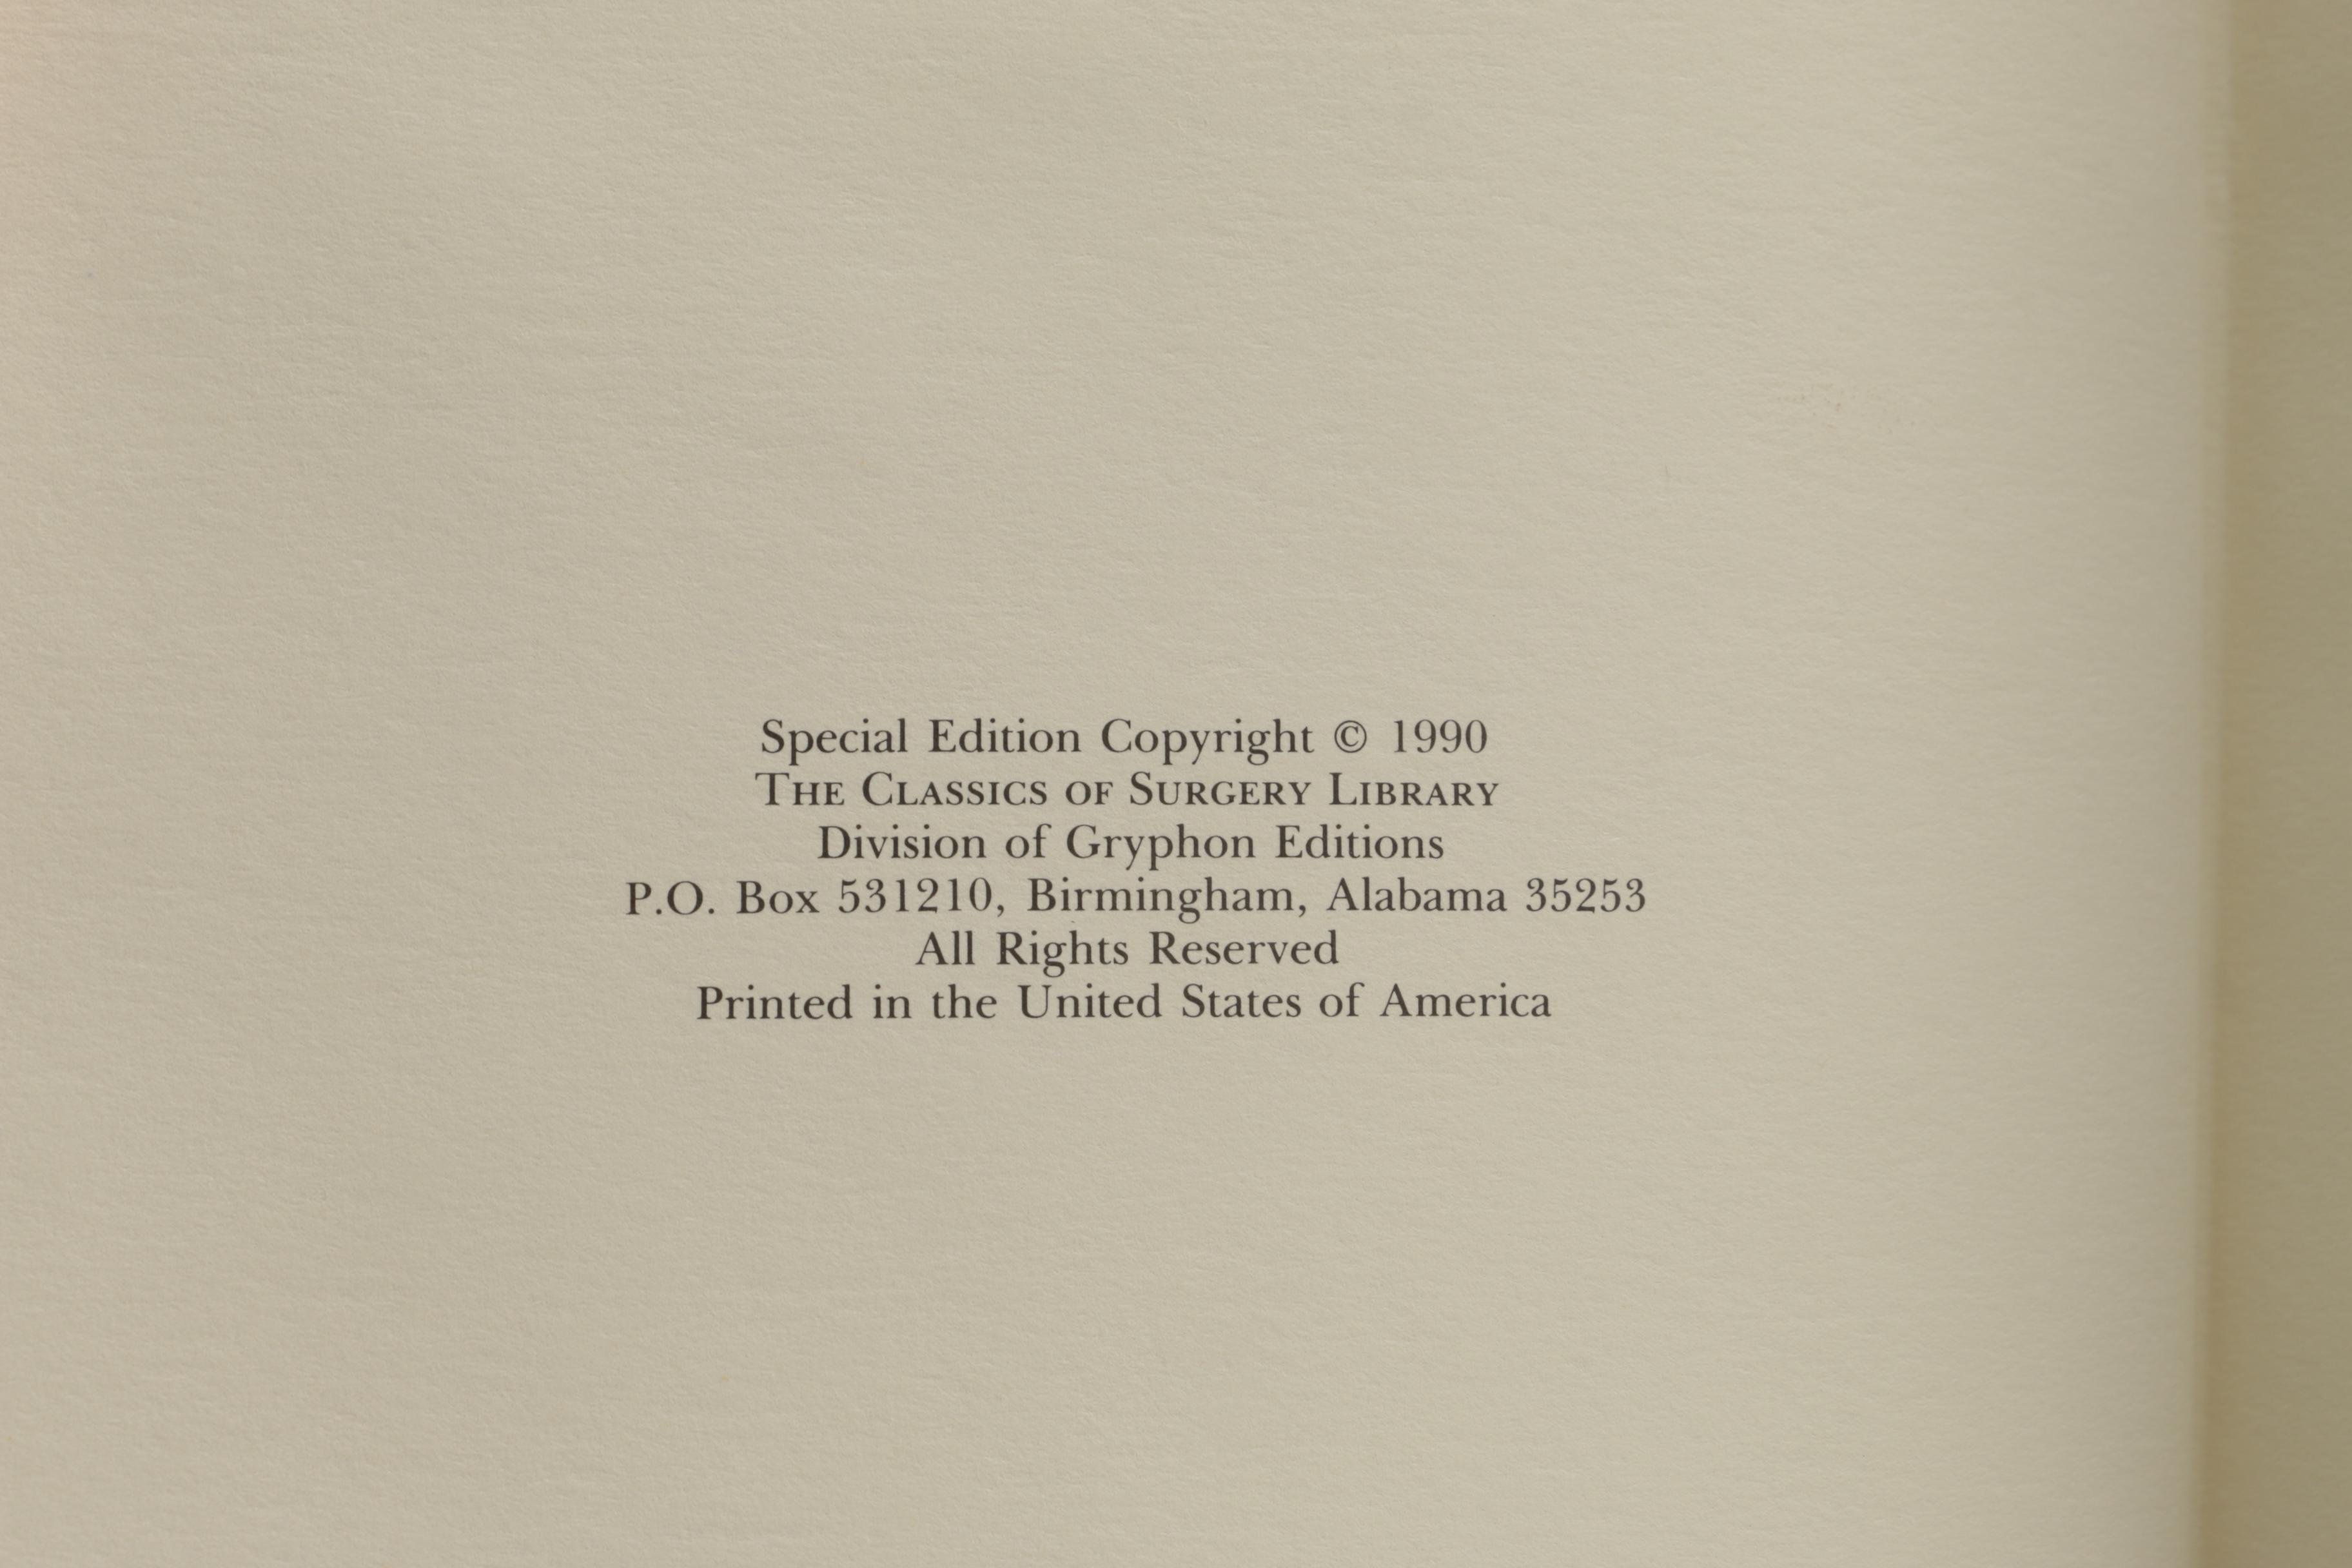 Special Edition Copyright © 1990
THE CLASSICS OF SURGERY LIBRARY
Division of Gryphon Editions
P.O. Box 531210, Birmingham, Alabama 35253
All Rights Reserved
Printed in the United States of America